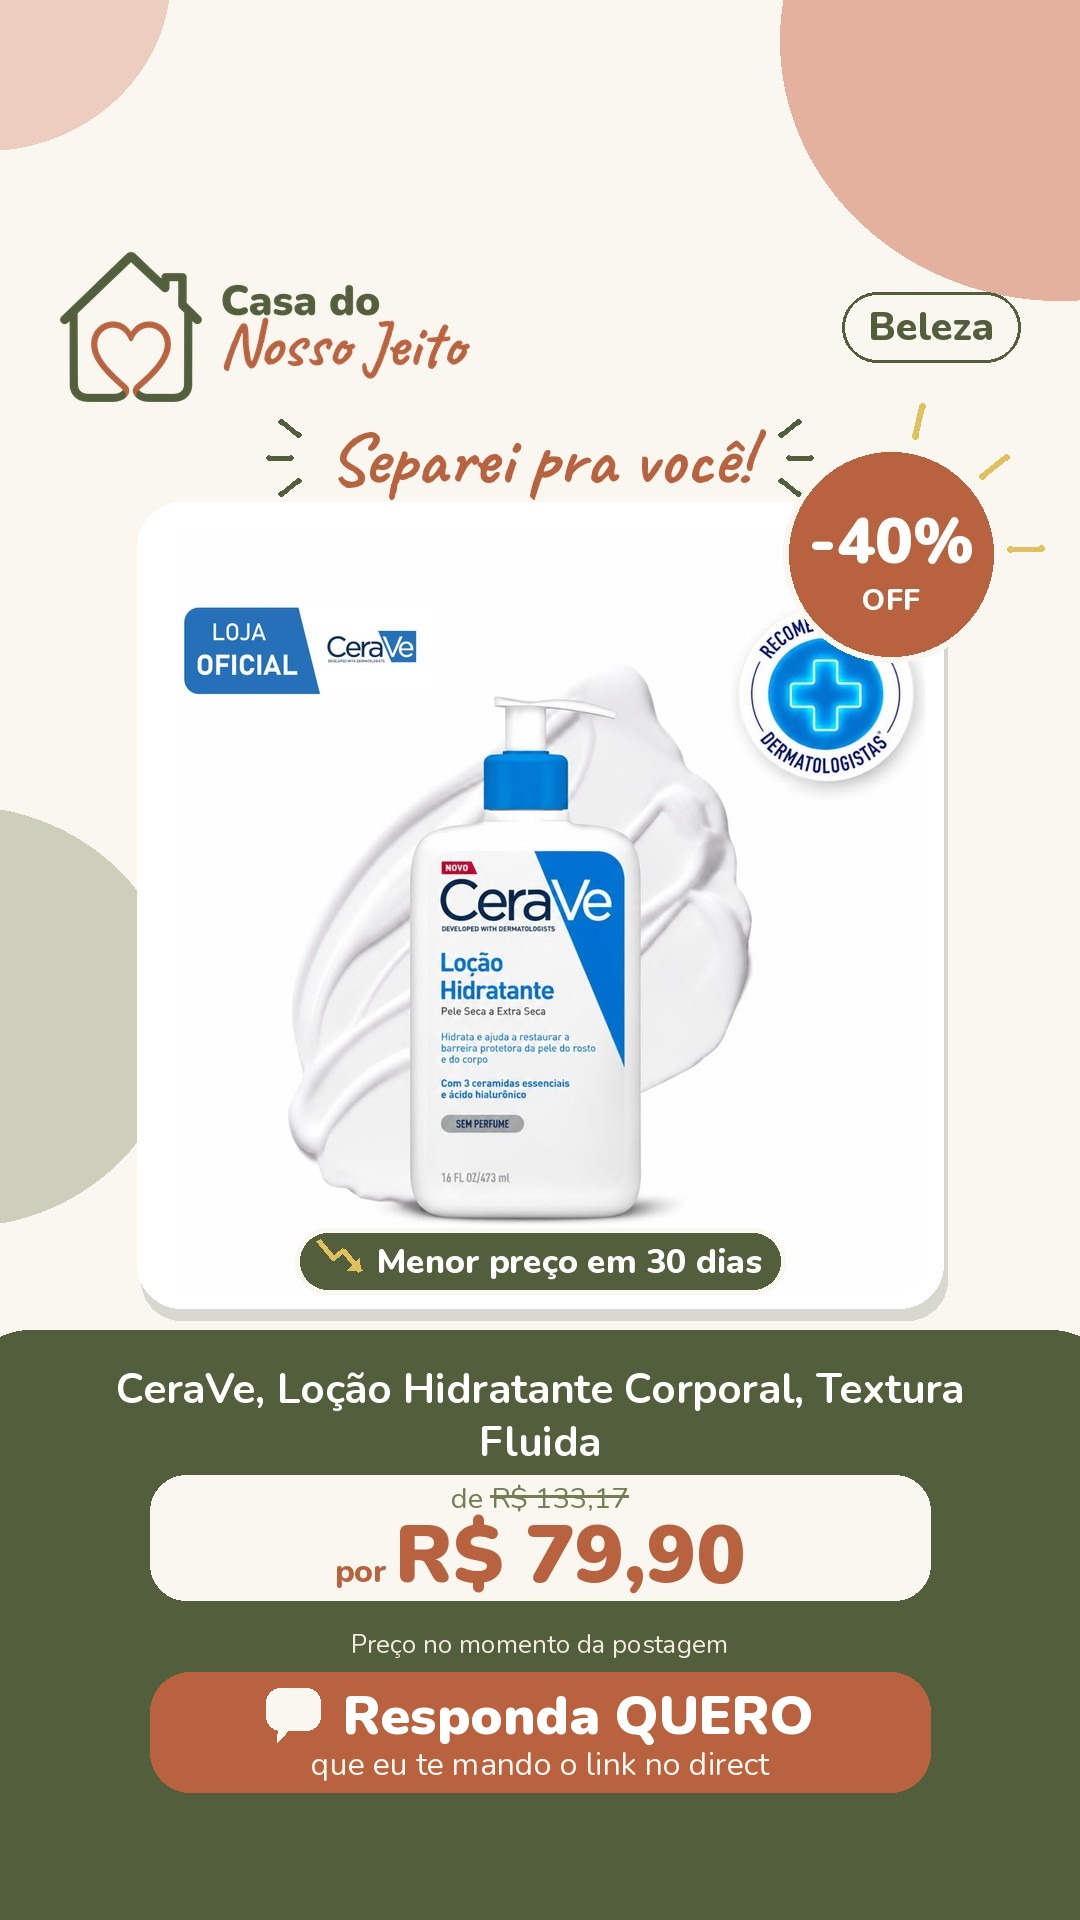 Casa do
Nosso Jeito
Beleza
Separei pra você!
-40%
OFF
LOJA
OFICIAL
CeraVe
DEVELOPED WITH DERMATOLOGISTS
DERMATOLOGISTAS
NOVO
CeraVe
DEVELOPED WITH DERMATOLOGISTS
Loção
Hidratante
Pele Seca a Extra Seca
Hidrata e ajuda a restaurar a
barreira protetora da pele do rosto
e do corpo
Com 3 ceramidas essenciais
e ácido hialurônico
SEM PERFUME
16 FL OZ/473 ml
Menor preço em 30 dias
CeraVe, Loção Hidratante Corporal, Textura
Fluida
de R$ 133,17
por R$ 79,90
Preço no momento da postagem
Responda QUERO
que eu te mando o link no direct